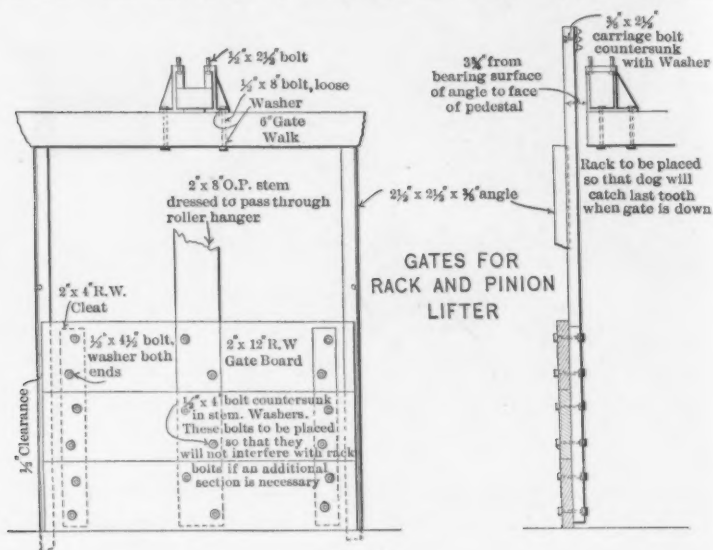 ½" x 2½" bolt
½" x 8" bolt, loose
Washer
6" Gate
Walk
2" x 8" O.P. stem
dressed to pass through
roller hanger
2½" x 2½" x ⅜" angle
2" x 4" R.W.
Cleat
½" x 4½" bolt,
washer both
ends
2" x 12" R.W
Gate Board
½" x 4" bolt countersunk
in stem. Washers.
These bolts to be placed
so that they
will not interfere with rack
bolts if an additional
section is necessary
½" Clearance
GATES FOR
RACK AND PINION
LIFTER
⅜" x 2½"
carriage bolt
countersunk
with Washer
3⅜" from
bearing surface
of angle to face
of pedestal
Rack to be placed
so that dog will
catch last tooth
when gate is down